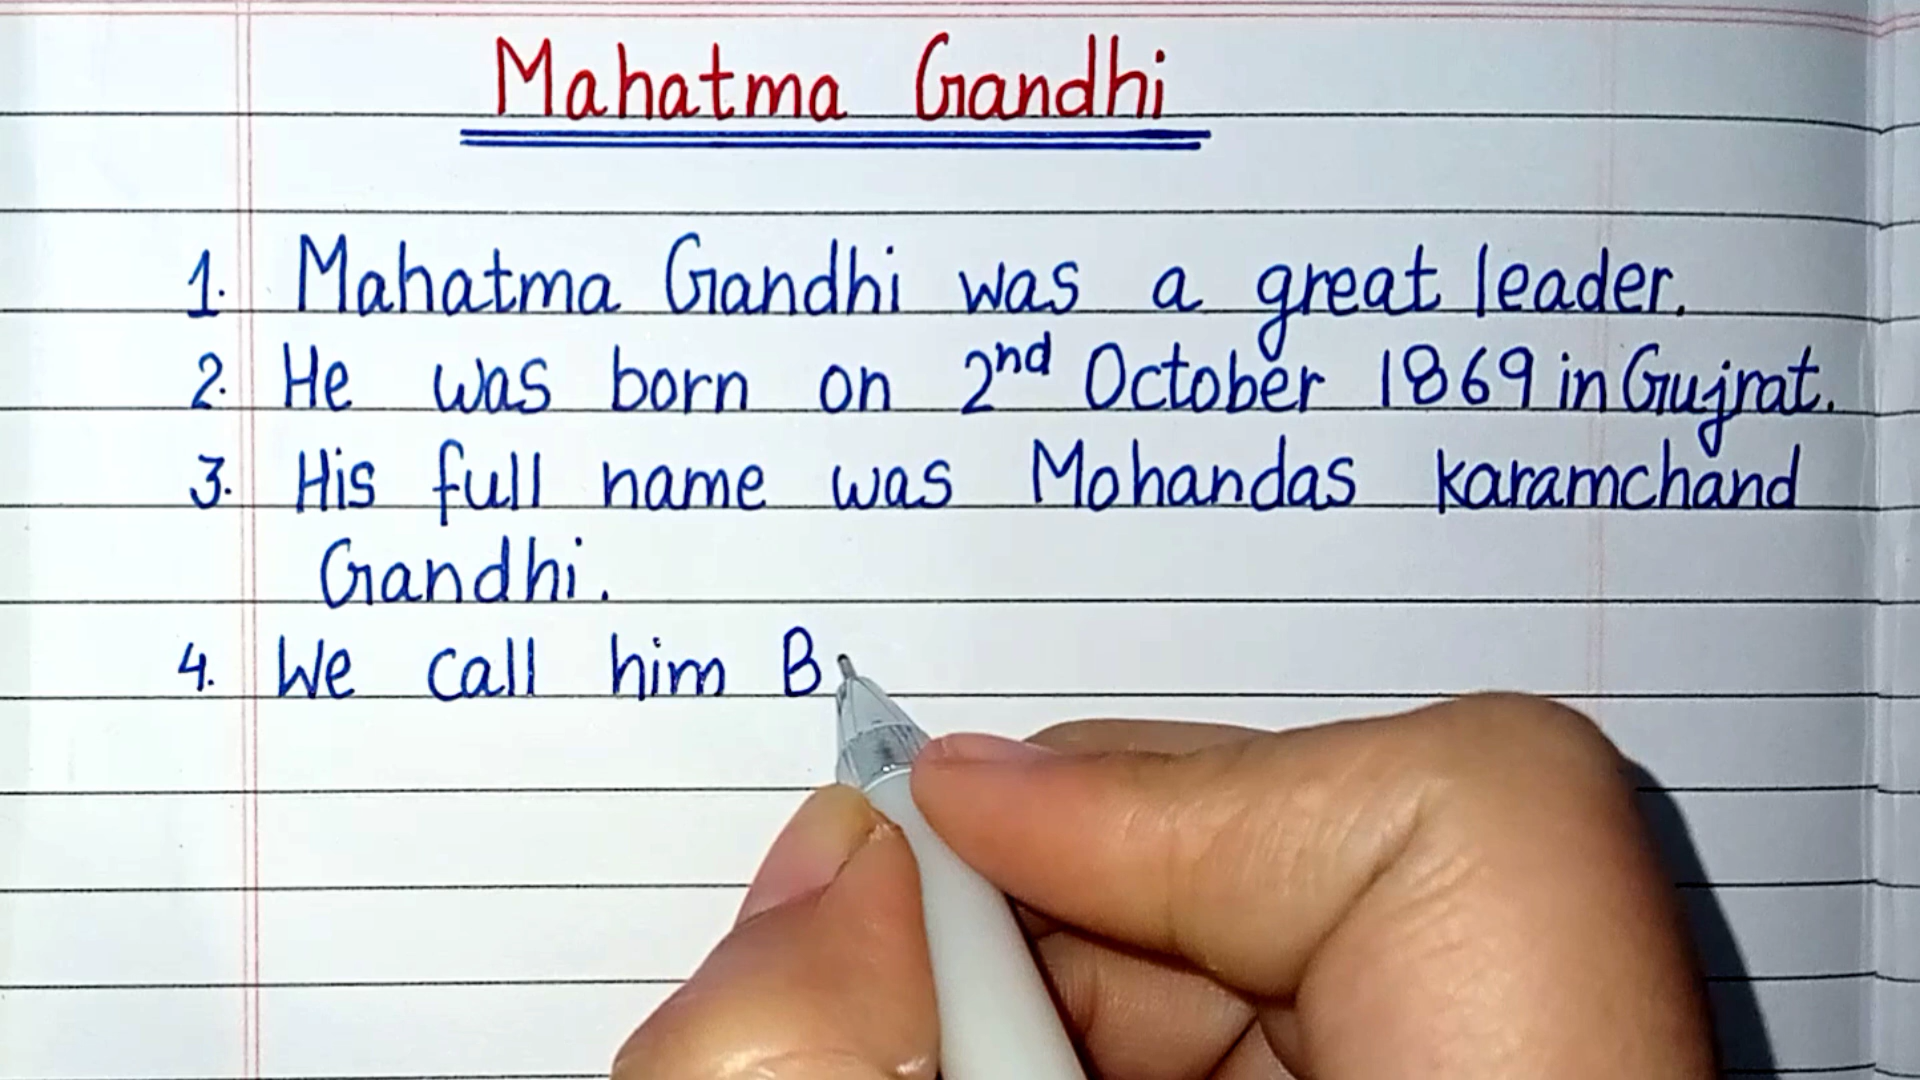 Mahatma Gandhi
1. Mahatma Gandhi was a great leader.
2. He was born on 2nd October 1869 in Gujrat.
3. His full name was Mohandas karamchand
Gandhi.
4. We call him B